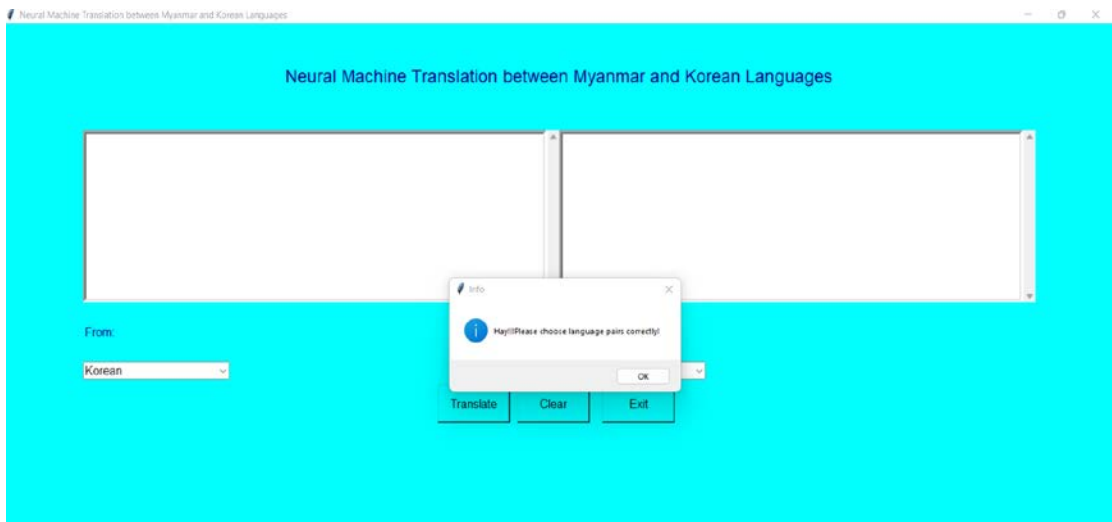 Neural Machine Translation between Myanmar and Korean Languages
Neural Machine Translation between Myanmar and Korean Languages
Info
Hay!!!Please choose language pairs correctly!
OK
From:
Korean
Translate
Clear
Exit